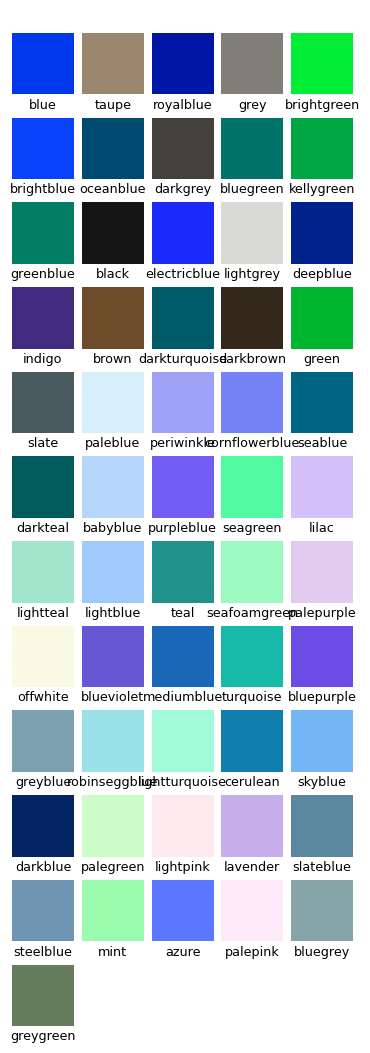 blue taupe royalblue grey brightgreen
brightblue oceanblue darkgrey bluegreen kellygreen
greenblue black electricblue lightgrey deepblue
indigo brown darkturquoise darkbrown green
slate paleblue periwinkle cornflowerblue seablue
darkteal babyblue purpleblue seagreen lilac
lightteal lightblue teal seafoamgreen palepurple
offwhite blueviolet mediumblue turquoise bluepurple
greyblue robinseggblue lightturquoise cerulean skyblue
darkblue palegreen lightpink lavender slateblue
steelblue mint azure palepink bluegrey
greygreen